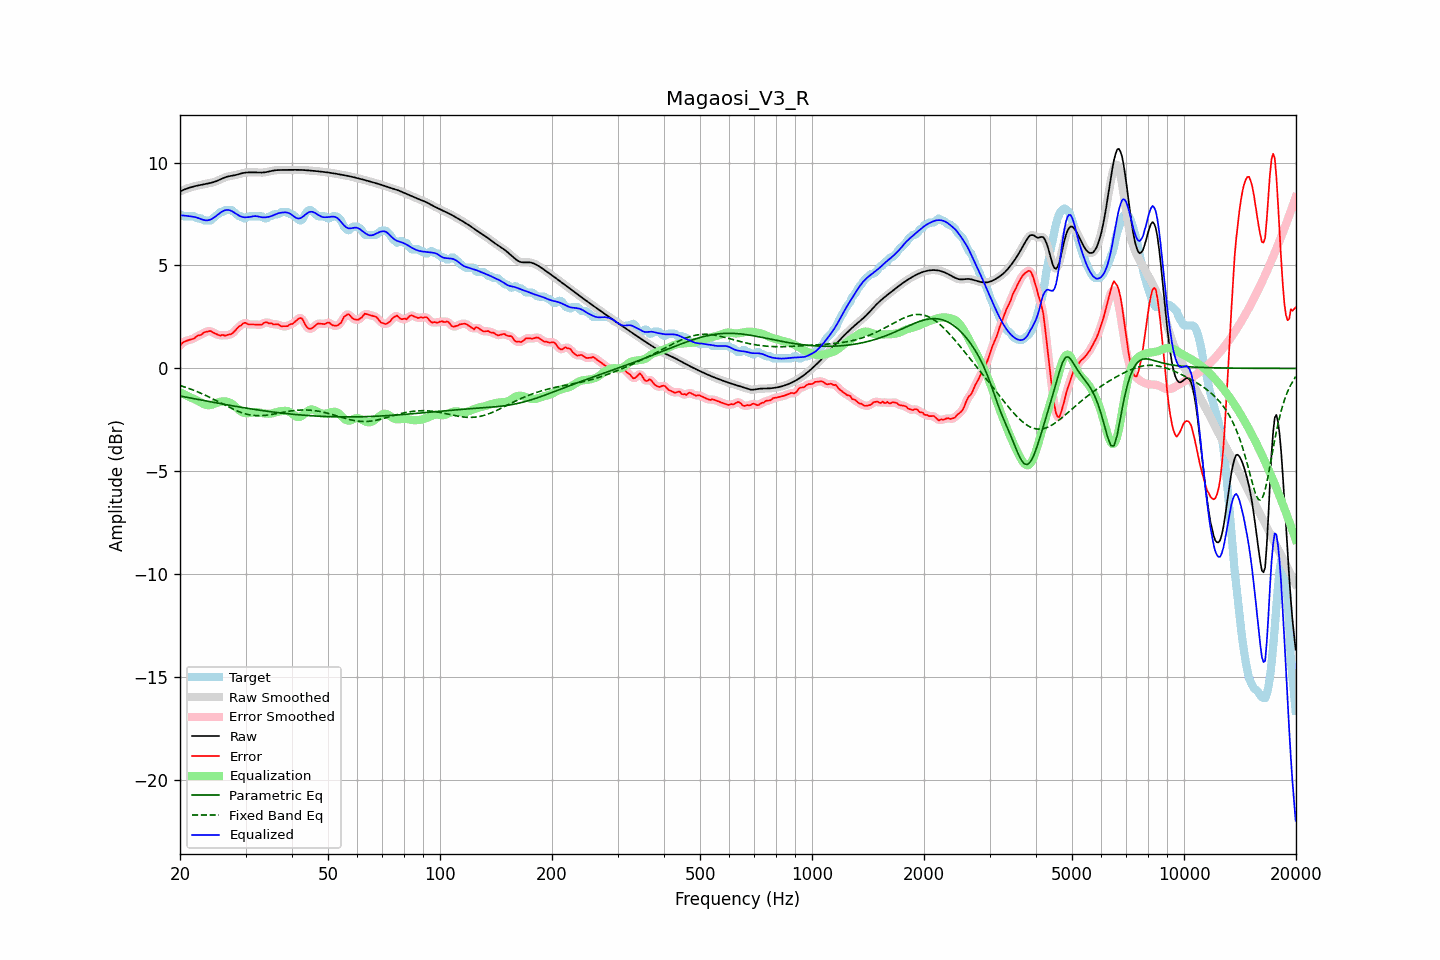 Magaosi_V3_R
Amplitude (dBr)
10
5
0
−5
−10
−15
−20
Target
Raw Smoothed
Error Smoothed
Raw
Error
Equalization
Parametric Eq
Fixed Band Eq
Equalized
20 50 100 200 500 1000 2000 5000 10000 20000
Frequency (Hz)